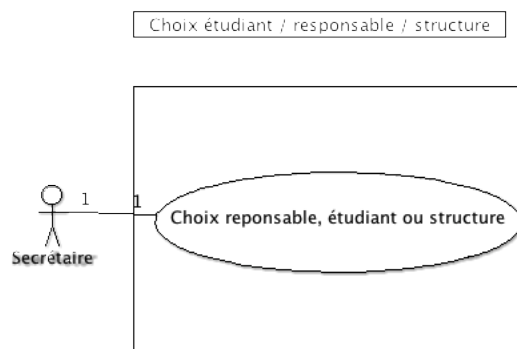 Choix étudiant / responsable / structure
1
1
Choix reponsable, étudiant ou structure
Secrétaire